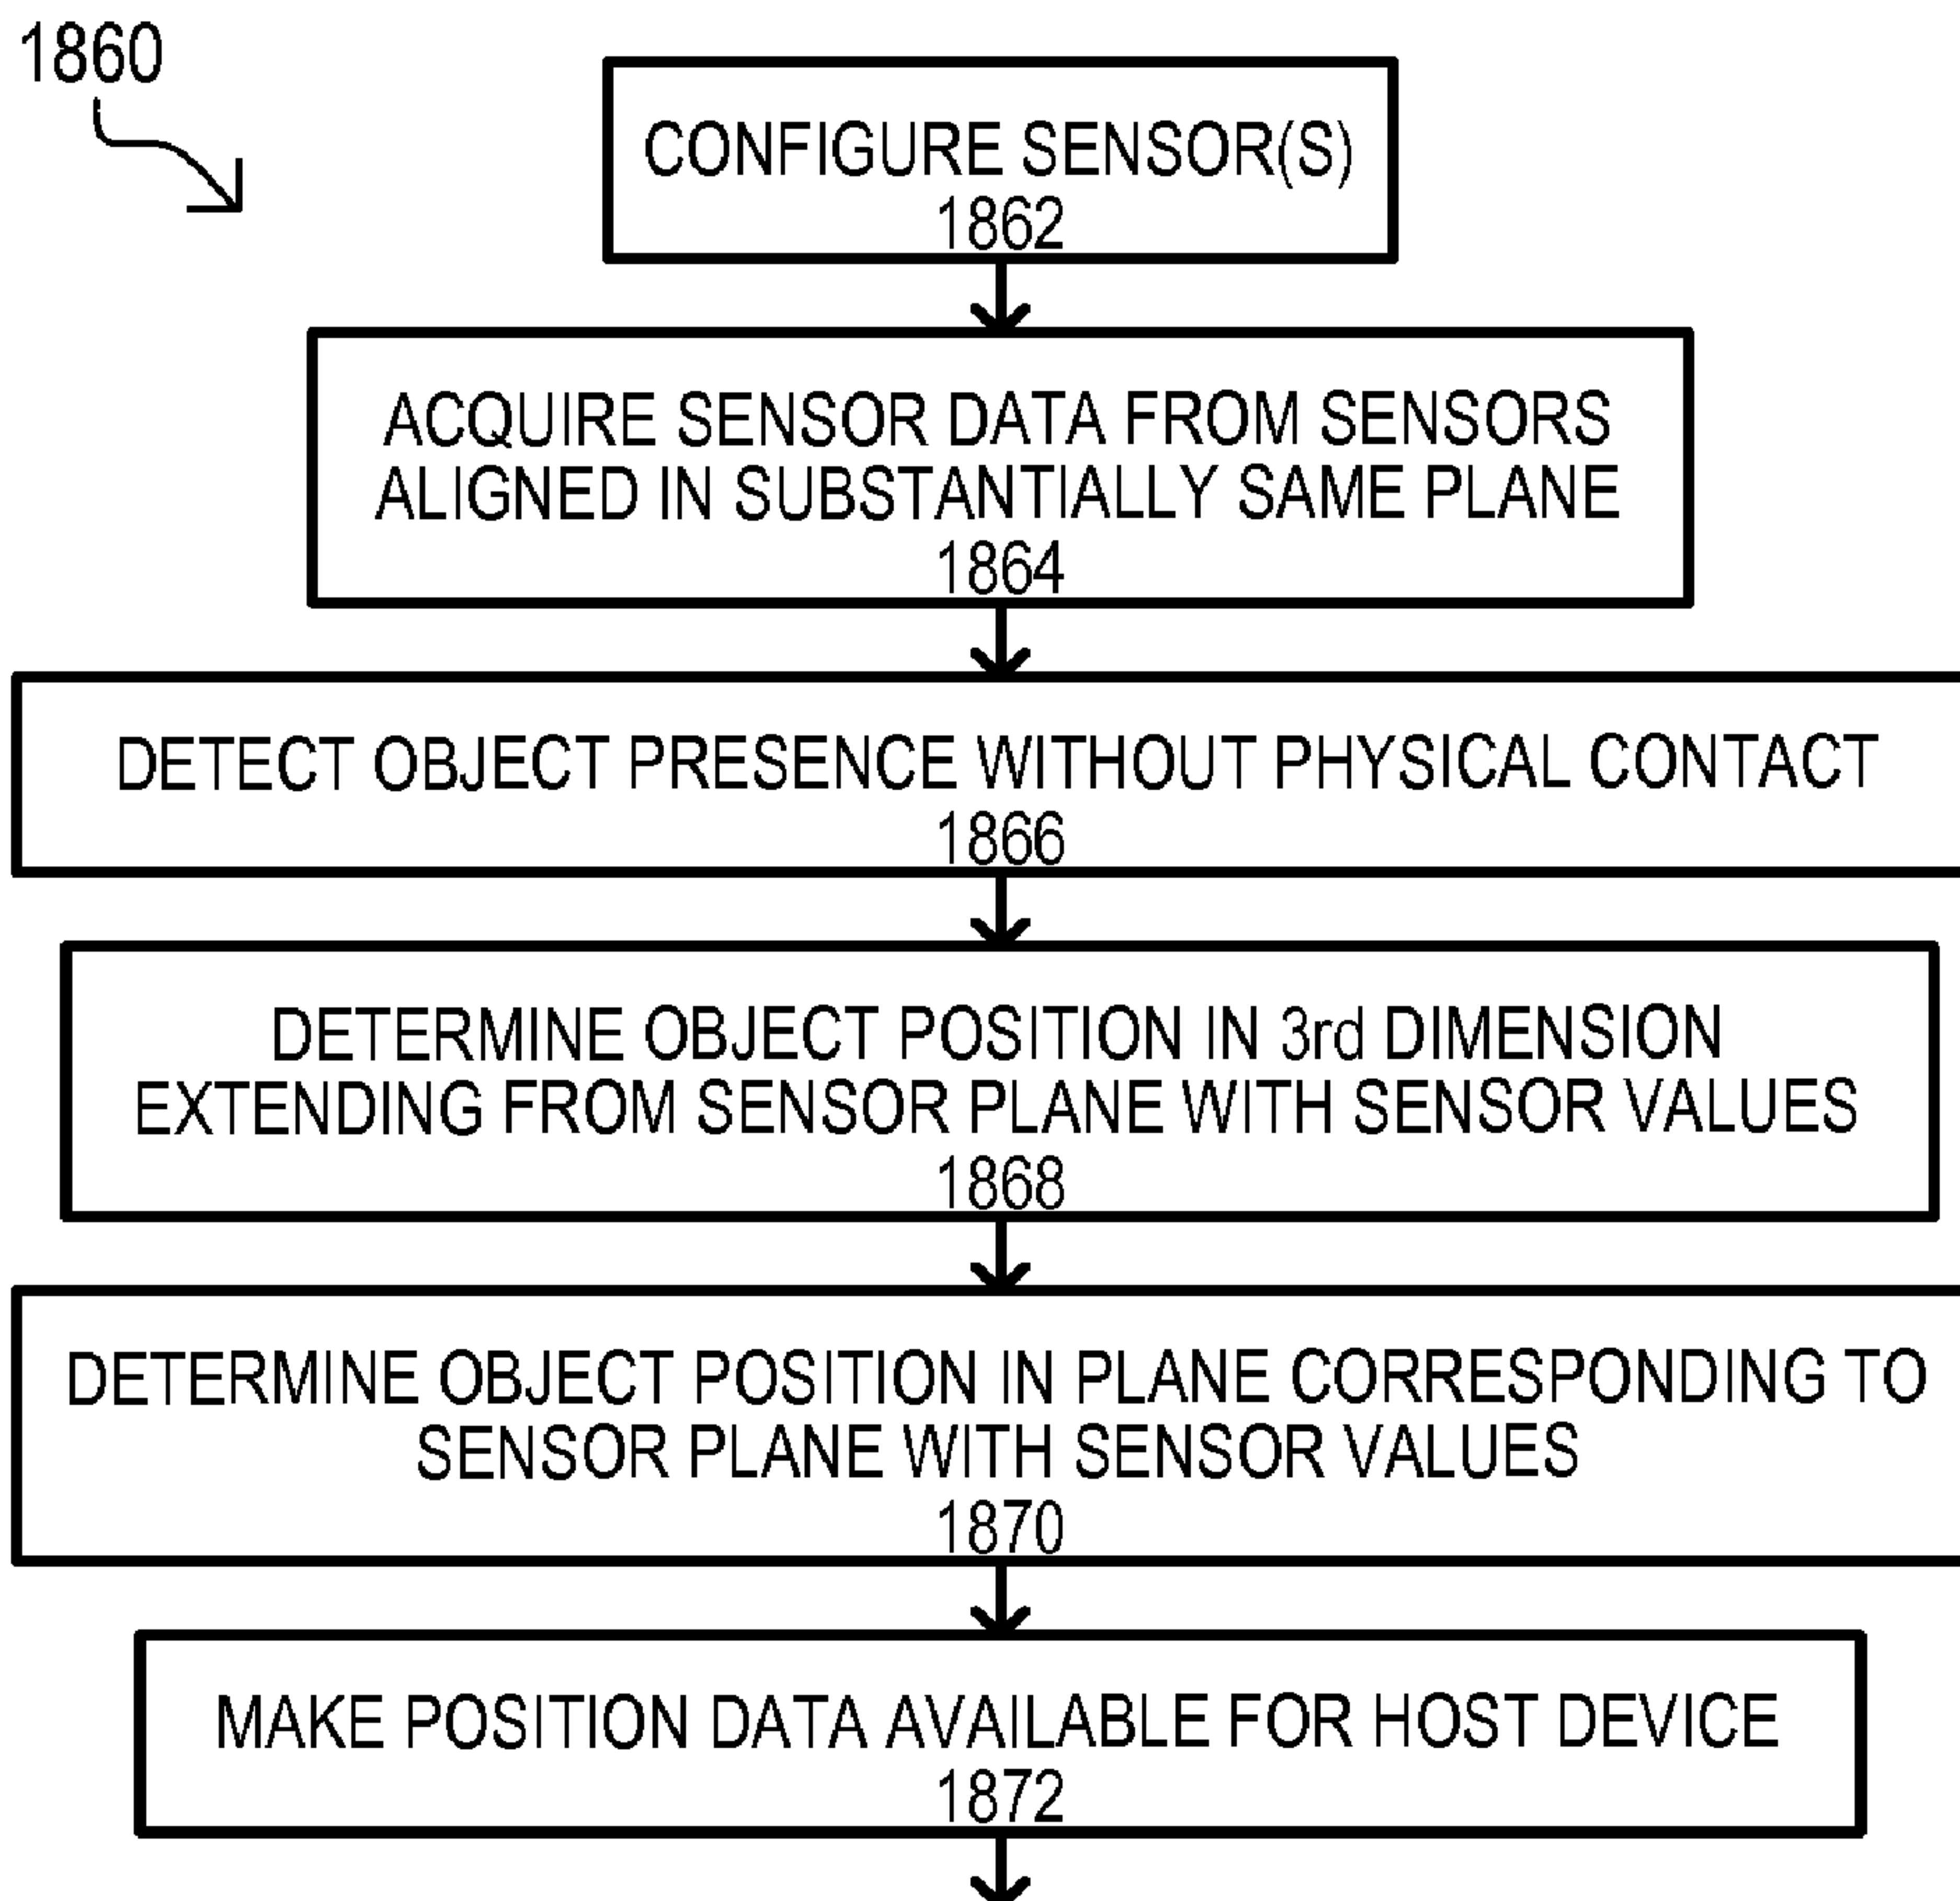 1860
CONFIGURE SENSOR(S)
1862
ACQUIRE SENSOR DATA FROM SENSORS
ALIGNED IN SUBSTANTIALLY SAME PLANE
1864
DETECT OBJECT PRESENCE WITHOUT PHYSICAL CONTACT
1866
DETERMINE OBJECT POSITION IN 3rd DIMENSION
EXTENDING FROM SENSOR PLANE WITH SENSOR VALUES
1868
DETERMINE OBJECT POSITION IN PLANE CORRESPONDING TO
SENSOR PLANE WITH SENSOR VALUES
1870
MAKE POSITION DATA AVAILABLE FOR HOST DEVICE
1872